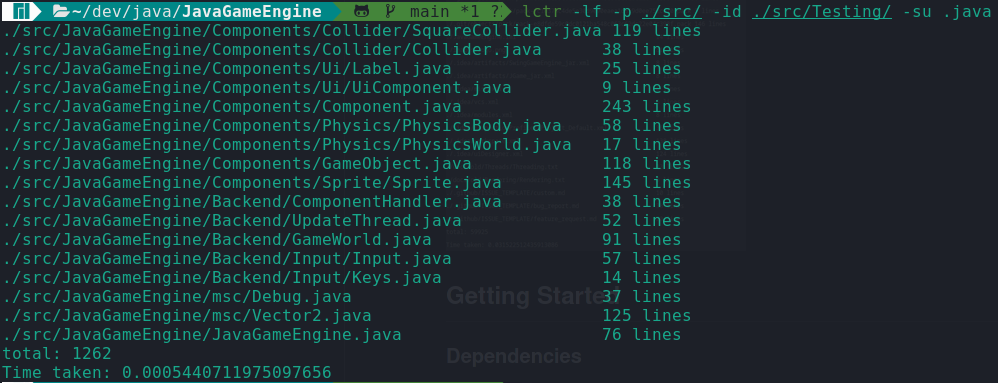 ~/dev/java/JavaGameEngine main *1 ?. lctr -lf -p ./src/ -id ./src/Testing/ -su .java
./src/JavaGameEngine/Components/Collider/SquareCollider.java 119 lines
./src/JavaGameEngine/Components/Collider/Collider.java 38 lines
./src/JavaGameEngine/Components/Ui/Label.java 25 lines
./src/JavaGameEngine/Components/Ui/UiComponent.java 9 lines
./src/JavaGameEngine/Components/Component.java 243 lines
./src/JavaGameEngine/Components/Physics/PhysicsBody.java 58 lines
./src/JavaGameEngine/Components/Physics/PhysicsWorld.java 17 lines
./src/JavaGameEngine/Components/GameObject.java 118 lines
./src/JavaGameEngine/Components/Sprite/Sprite.java 145 lines
./src/JavaGameEngine/Backend/ComponentHandler.java 38 lines
./src/JavaGameEngine/Backend/UpdateThread.java 52 lines
./src/JavaGameEngine/Backend/GameWorld.java 91 lines
./src/JavaGameEngine/Backend/Input/Input.java 57 lines
./src/JavaGameEngine/Backend/Input/Keys.java 14 lines
./src/JavaGameEngine/msc/Debug.java 37 lines
Getting Started
./src/JavaGameEngine/msc/Vector2.java 125 lines
./src/JavaGameEngine/JavaGameEngine.java 76 lines
total: 1262
Dependencies
Time taken: 0.0005440711975097656